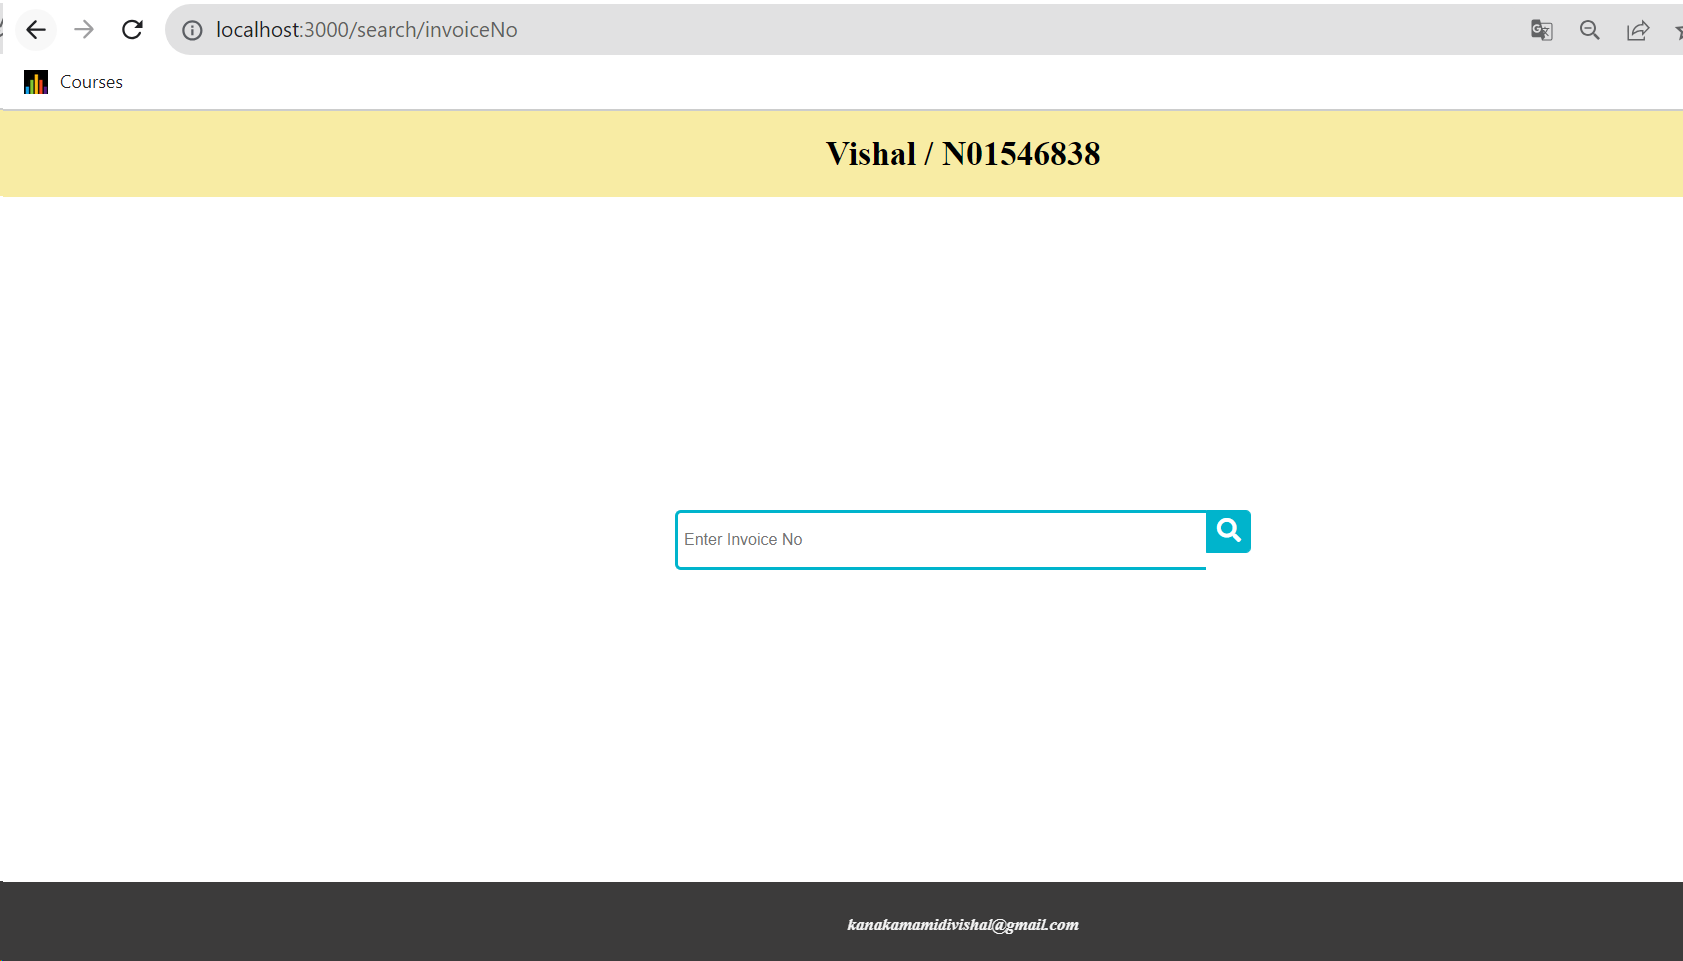 localhost:3000/search/invoiceNo
Courses
Vishal / N01546838
Enter Invoice No
kanakamamidivishal@gmail.com